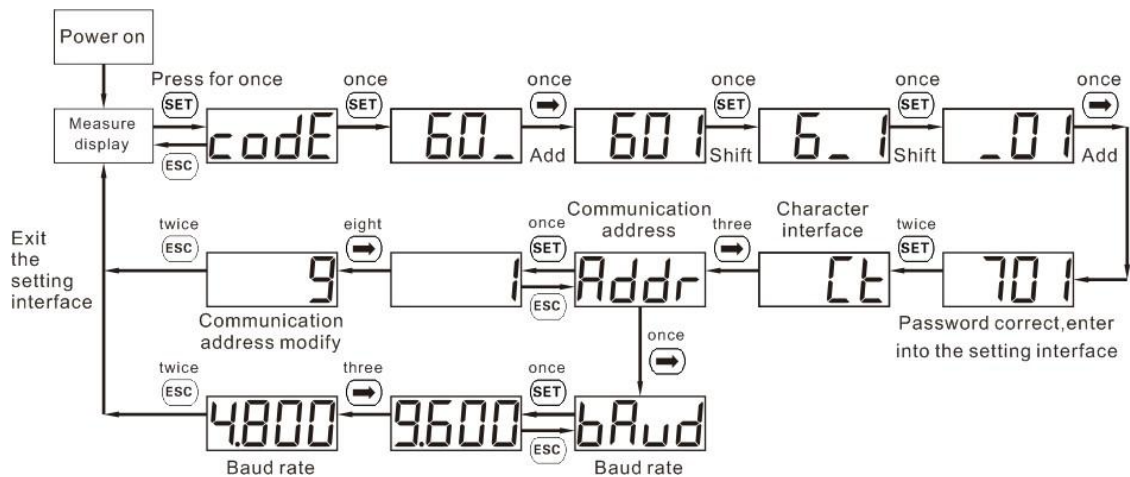 Power on
Press for once
once
once
once
once
once
SET
SET
➡
SET
SET
➡
Measure
display
codE
60_
601
6_1
_01
ESC
Add
Shift
Shift
Add
Exit
the
setting
interface
twice
eight
once
Communication
address
three
Character
interface
twice
ESC
➡
SET
➡
SET
9
1
Addr
Ct
701
ESC
Communication
address modify
once
➡
Password correct,enter
into the setting interface
twice
three
once
ESC
➡
SET
4.800
9.600
bAud
ESC
Baud rate
Baud rate